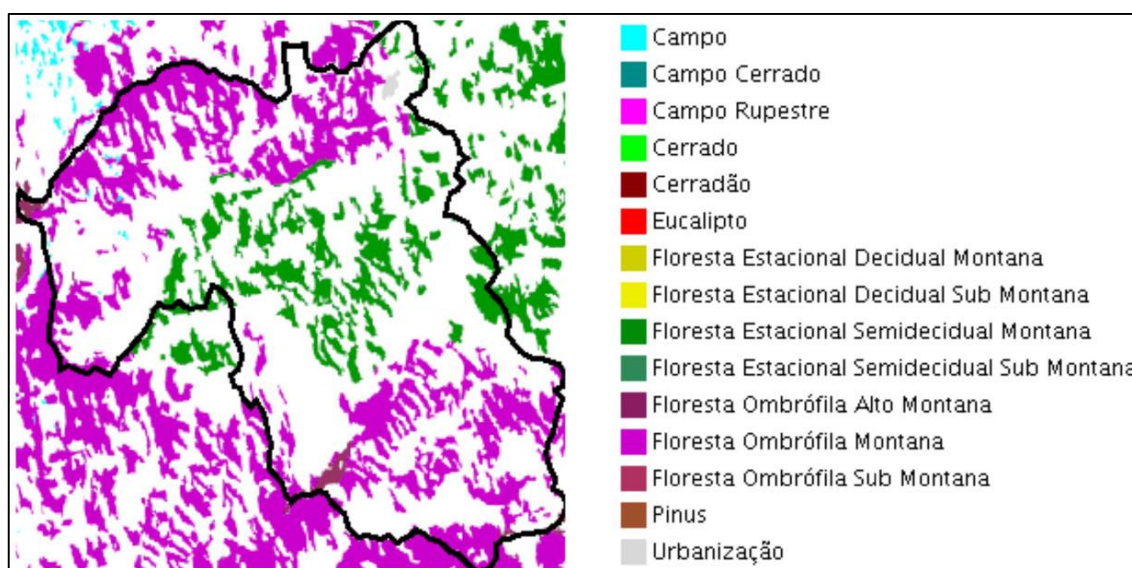 Campo
Campo Cerrado
Campo Rupestre
Cerrado
Cerradão
Eucalipto
Floresta Estacional Decidual Montana
Floresta Estacional Decidual Sub Montana
Floresta Estacional Semidecidual Montana
Floresta Estacional Semidecidual Sub Montana
Floresta Ombrófila Alto Montana
Floresta Ombrófila Montana
Floresta Ombrófila Sub Montana
Pinus
Urbanização